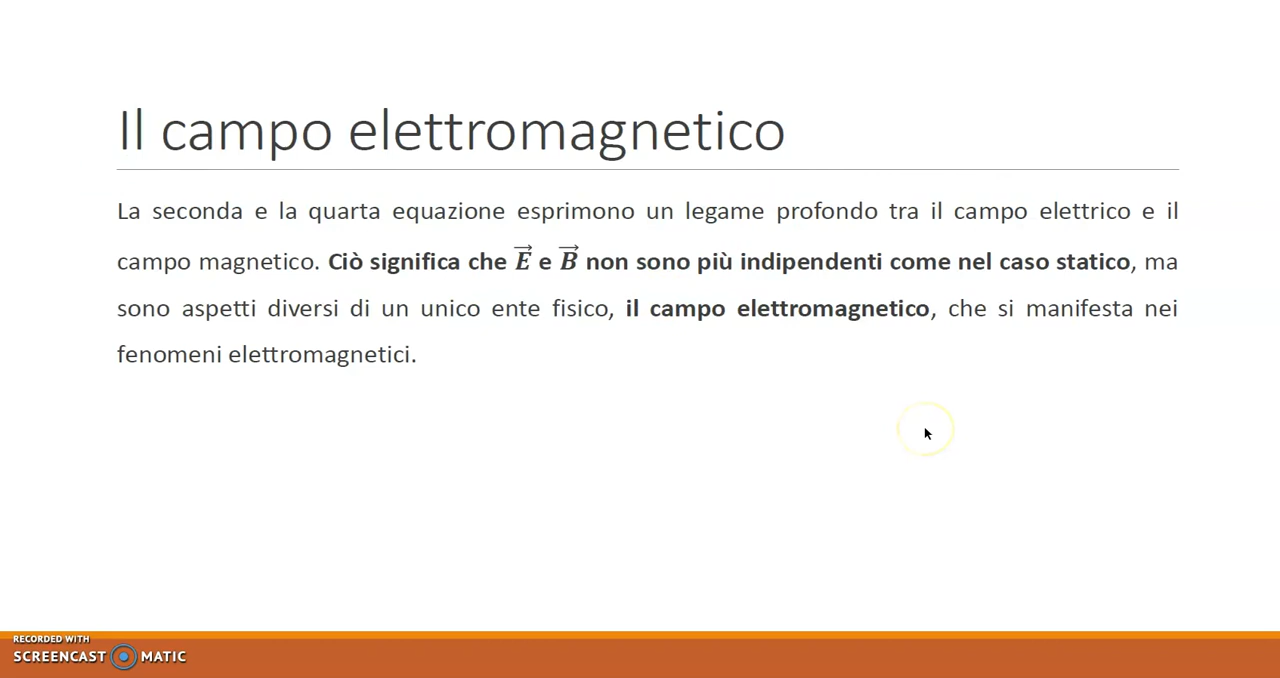 Il campo elettromagnetico
La seconda e la quarta equazione esprimono un legame profondo tra il campo elettrico e il
campo magnetico. Ciò significa che E⃗ e B⃗ non sono più indipendenti come nel caso statico, ma
sono aspetti diversi di un unico ente fisico, il campo elettromagnetico, che si manifesta nei
fenomeni elettromagnetici.
RECORDED WITH
SCREENCAST MATIC